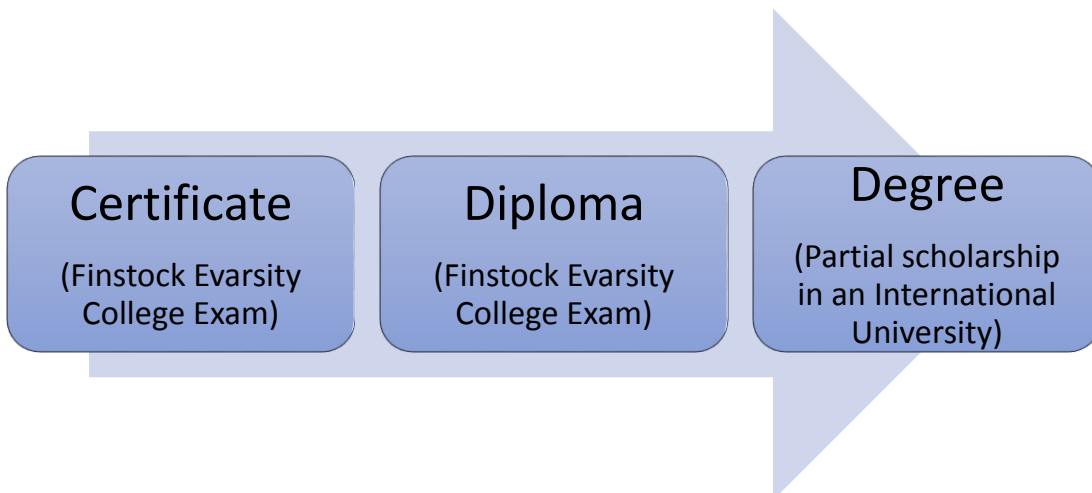 Certificate
(Finstock Evarsity
College Exam)
Diploma
(Finstock Evarsity
College Exam)
Degree
(Partial scholarship
in an International
University)